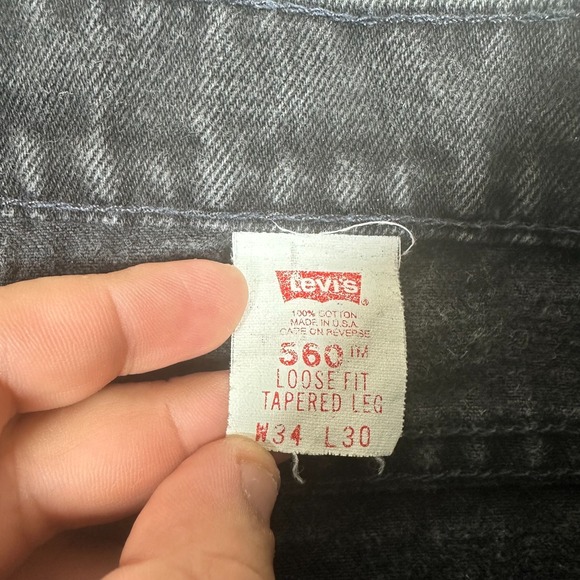 Levi's ®
100% COTTON
MADE IN U.S.A.
CARE ON REVERSE
560 TM
LOOSE FIT
TAPERED LEG
W34 L30